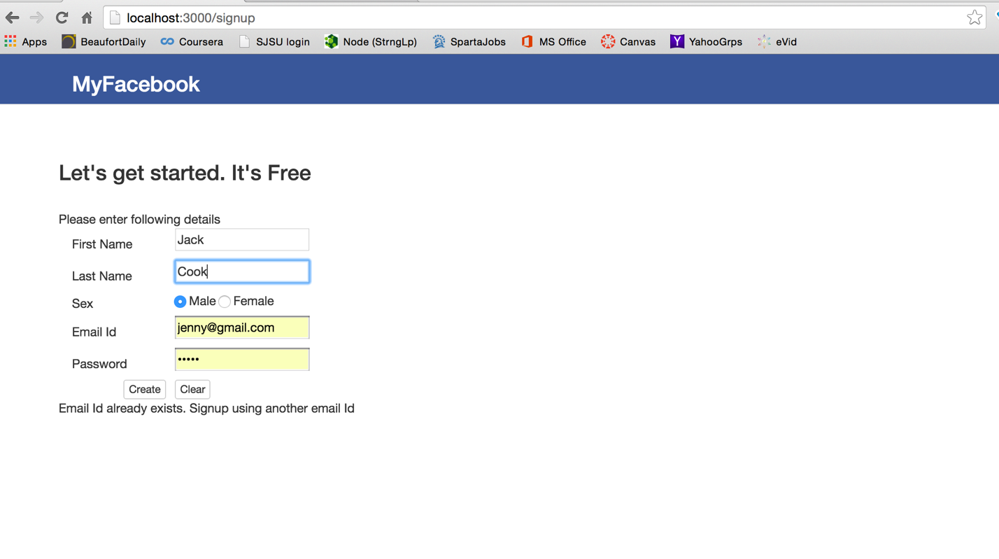 localhost:3000/signup
Apps BeaufortDaily Coursera SJSU login Node (StrngLp) SpartaJobs MS Office Canvas YahooGrps eVid
MyFacebook
Let's get started. It's Free
Please enter following details
First Name Jack
Last Name Cook
Sex Male Female
Email Id jenny@gmail.com
Password •••••
Create Clear
Email Id already exists. Signup using another email Id